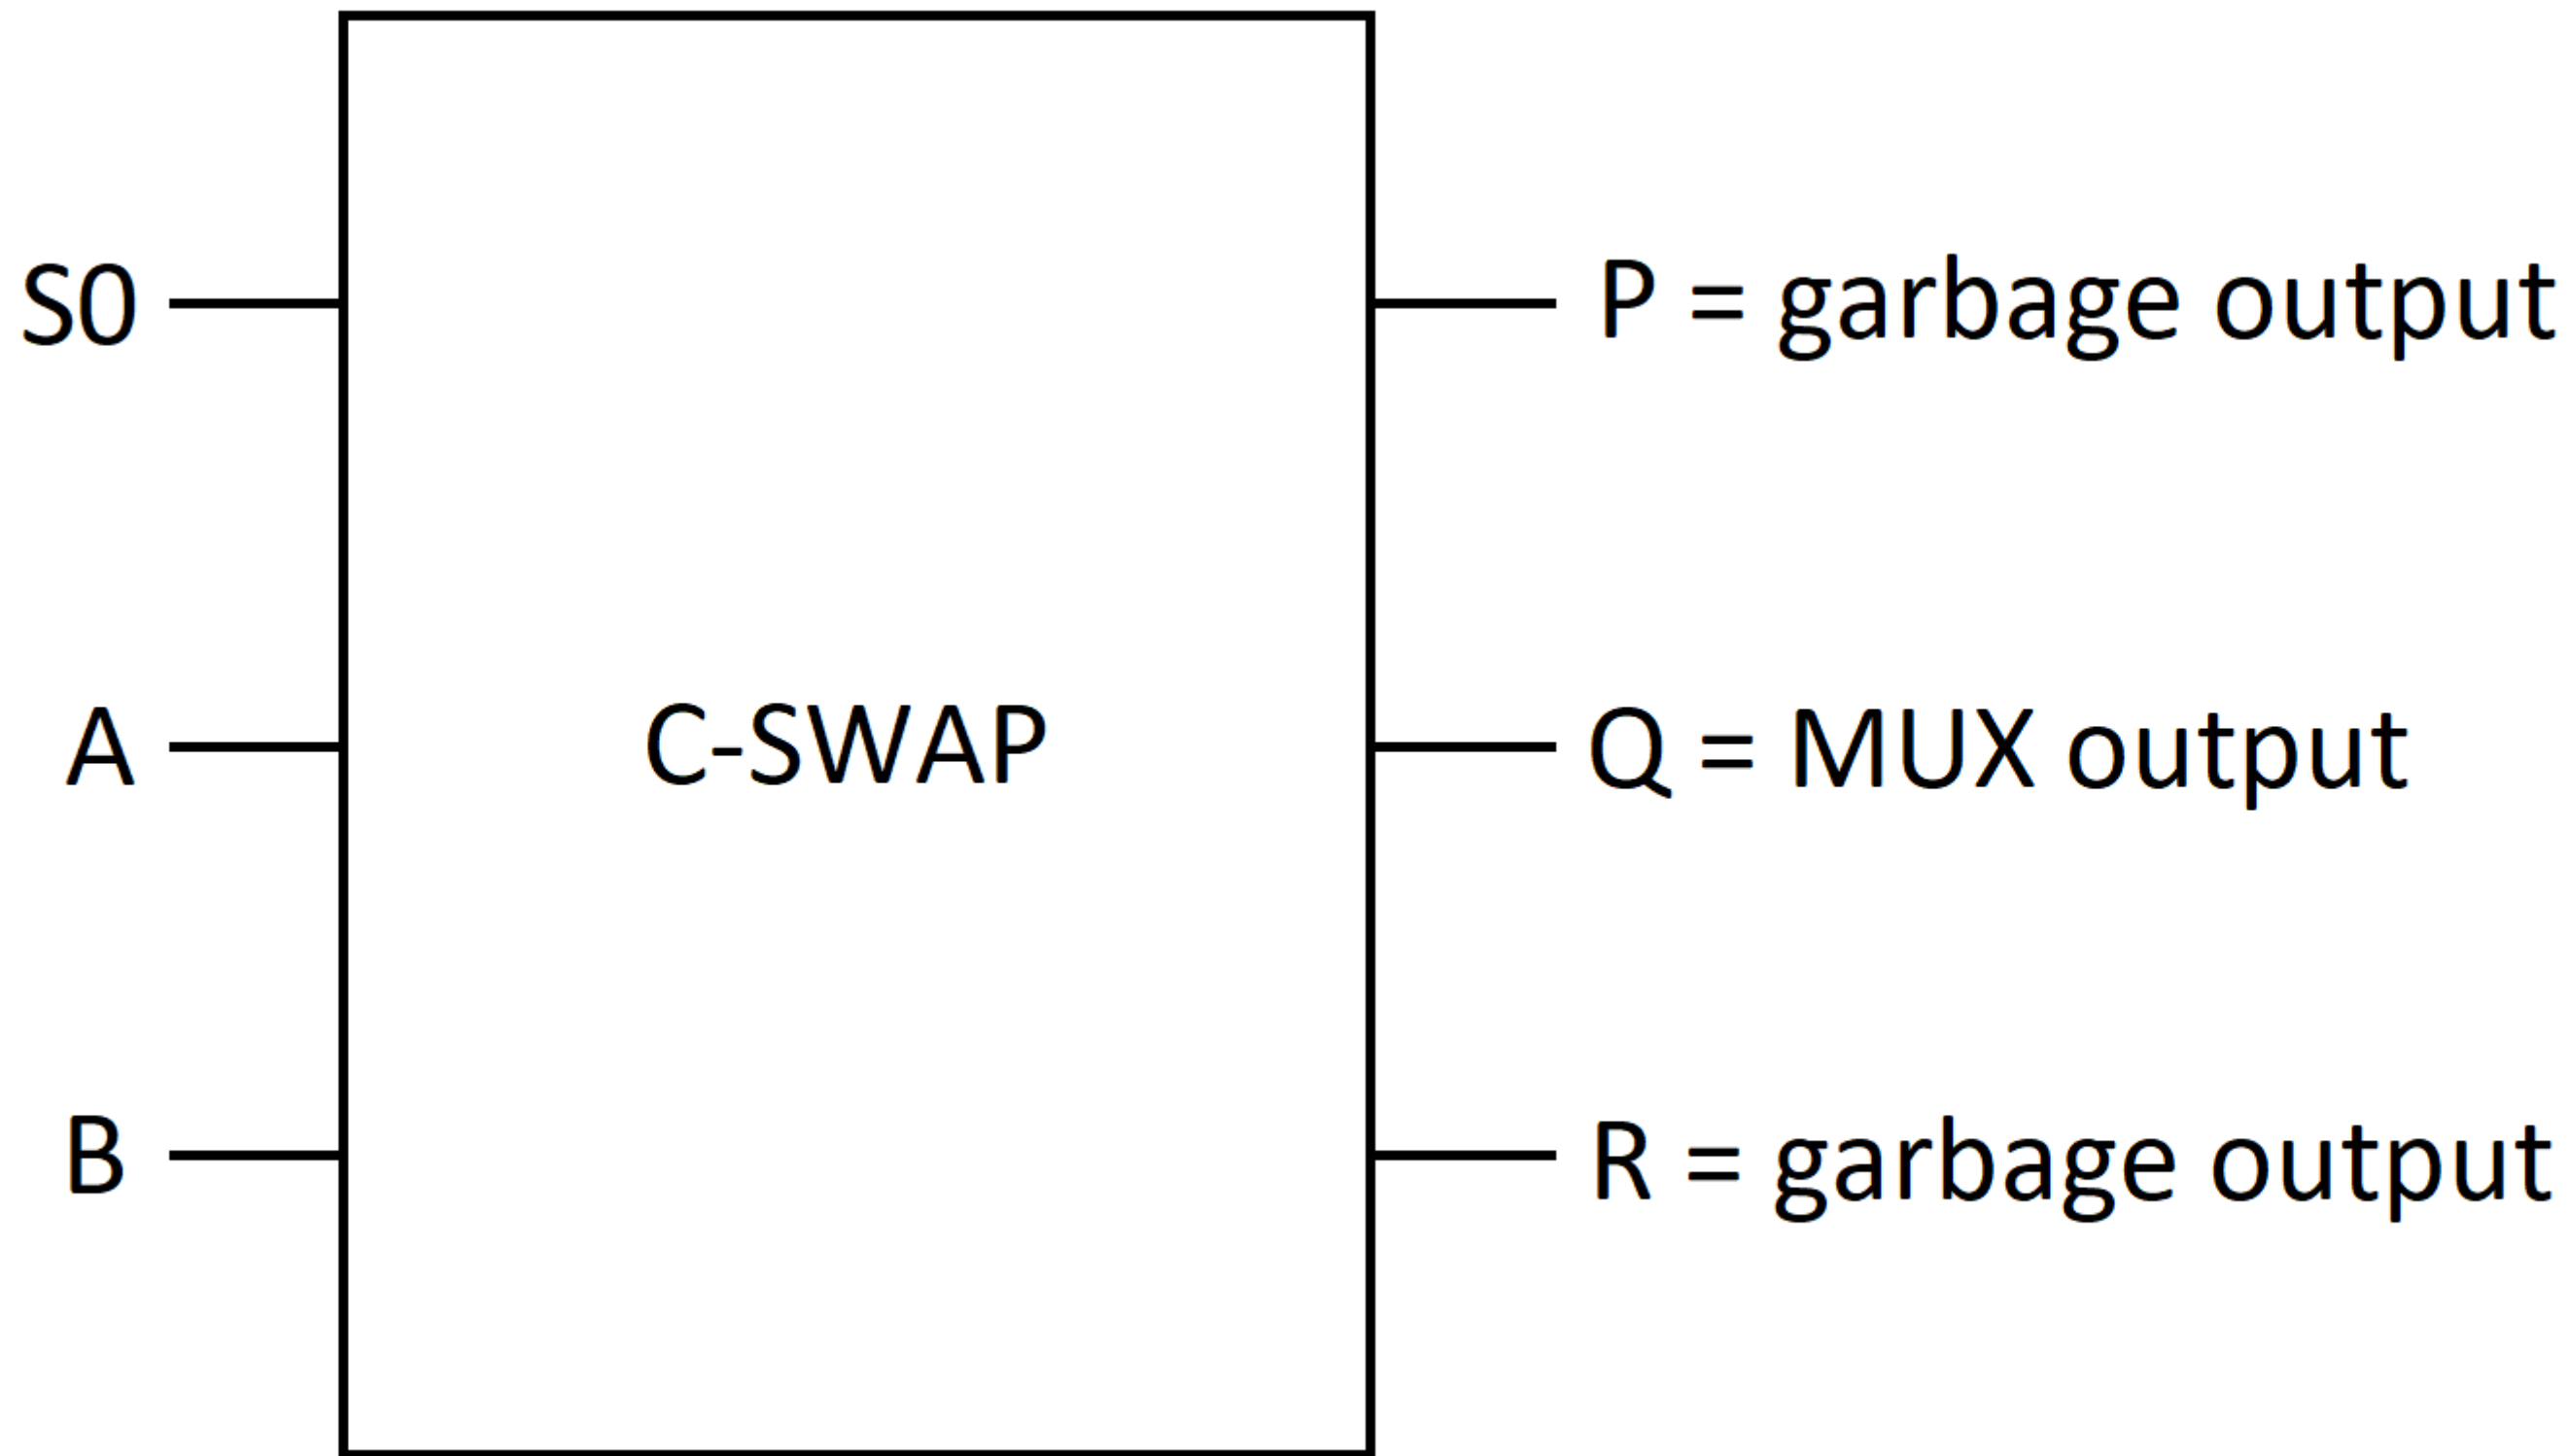 S0
P = garbage output
A
C-SWAP
Q = MUX output
B
R = garbage output